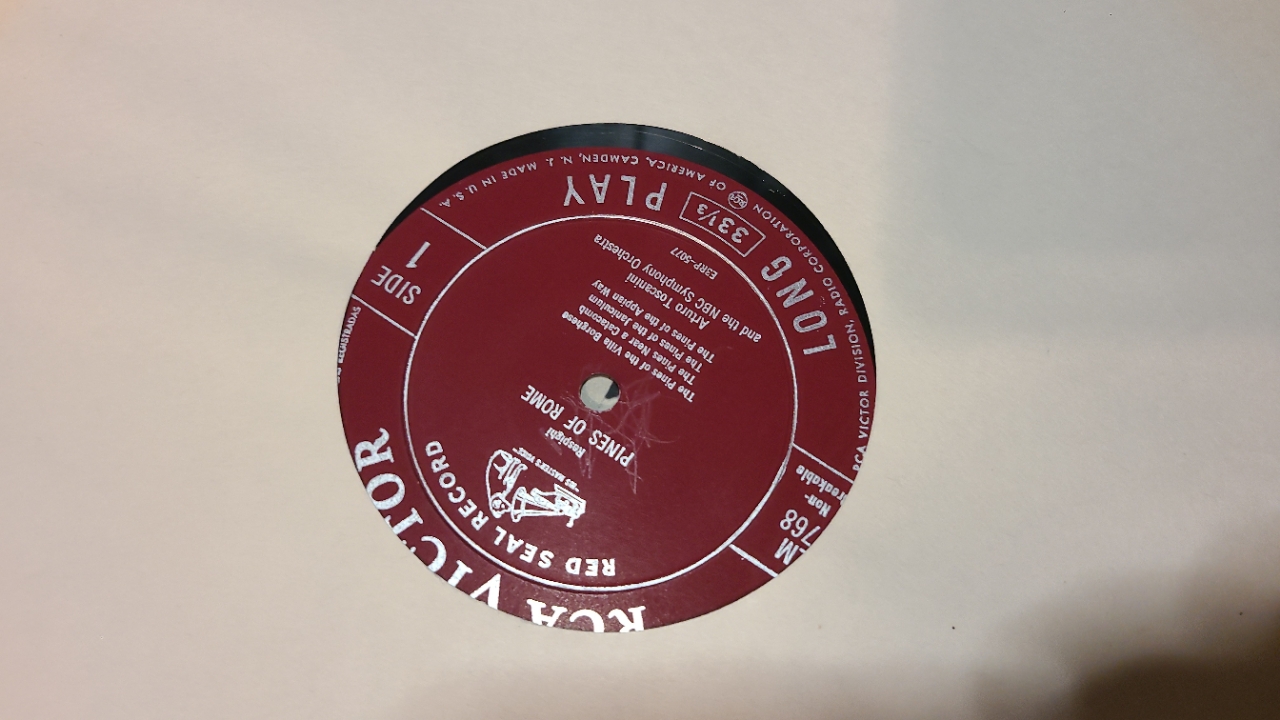 RCA VICTOR
RED SEAL RECORD
"HIS MASTER'S VOICE"
Respighi
PINES OF ROME
The Pines of the Villa Borghese
The Pines Near a Catacomb
The Pines of the Janiculum
The Pines of the Appian Way
Arturo Toscanini
and the NBC Symphony Orchestra
E3RP-5077
SIDE
1
Non-
breakable
LONG 33 1/3 PLAY
RCA VICTOR DIVISION, RADIO CORPORATION OF AMERICA, CAMDEN, N. J. MADE IN U.S.A.